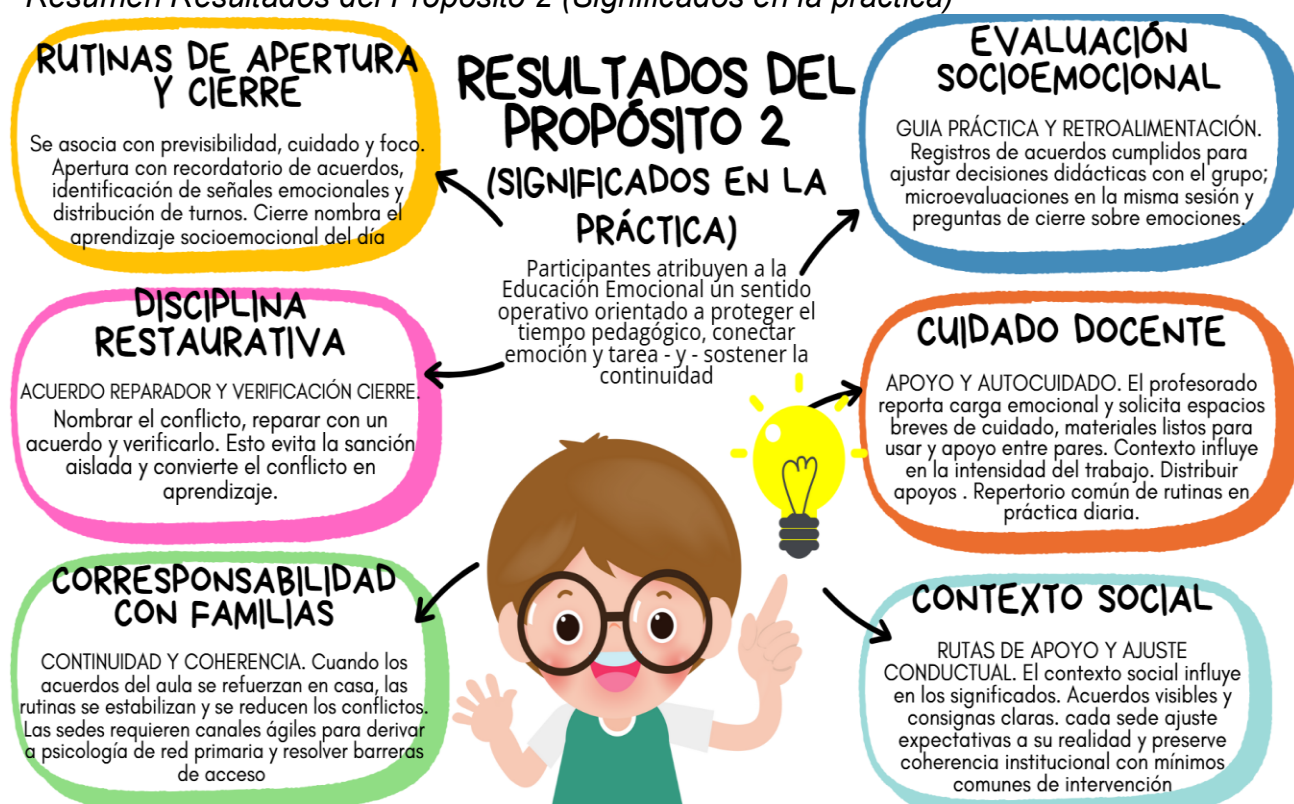 Resumen Resultados del Propósito 2 (Significados en la práctica)
RUTINAS DE APERTURA
Y CIERRE
Se asocia con previsibilidad, cuidado y foco.
Apertura con recordatorio de acuerdos,
identificación de señales emocionales y
distribución de turnos. Cierre nombra el
aprendizaje socioemocional del día
DISCIPLINA
RESTAURATIVA
ACUERDO REPARADOR Y VERIFICACIÓN CIERRE.
Nombrar el conflicto, reparar con un
acuerdo y verificarlo. Esto evita la sanción
aislada y convierte el conflicto en
aprendizaje.
CORRESPONSABILIDAD
CON FAMILIAS
CONTINUIDAD Y COHERENCIA. Cuando los
acuerdos del aula se refuerzan en casa, las
rutinas se estabilizan y se reducen los conflictos.
Las sedes requieren canales ágiles para derivar
a psicología de red primaria y resolver barreras
de acceso
RESULTADOS DEL
PROPÓSITO 2
(SIGNIFICADOS EN LA
PRÁCTICA)
Participantes atribuyen a la
Educación Emocional un sentido
operativo orientado a proteger el
tiempo pedagógico, conectar
emoción y tarea - y - sostener la
continuidad
EVALUACIÓN
SOCIOEMOCIONAL
GUIA PRÁCTICA Y RETROALIMENTACIÓN.
Registros de acuerdos cumplidos para
ajustar decisiones didácticas con el grupo;
microevaluaciones en la misma sesión y
preguntas de cierre sobre emociones.
CUIDADO DOCENTE
APOYO Y AUTOCUIDADO. El profesorado
reporta carga emocional y solicita espacios
breves de cuidado, materiales listos para
usar y apoyo entre pares. Contexto influye
en la intensidad del trabajo. Distribuir
apoyos . Repertorio común de rutinas en
práctica diaria.
CONTEXTO SOCIAL
RUTAS DE APOYO Y AJUSTE
CONDUCTUAL. El contexto social influye
en los significados. Acuerdos visibles y
consignas claras. cada sede ajuste
expectativas a su realidad y preserve
coherencia institucional con mínimos
comunes de intervención